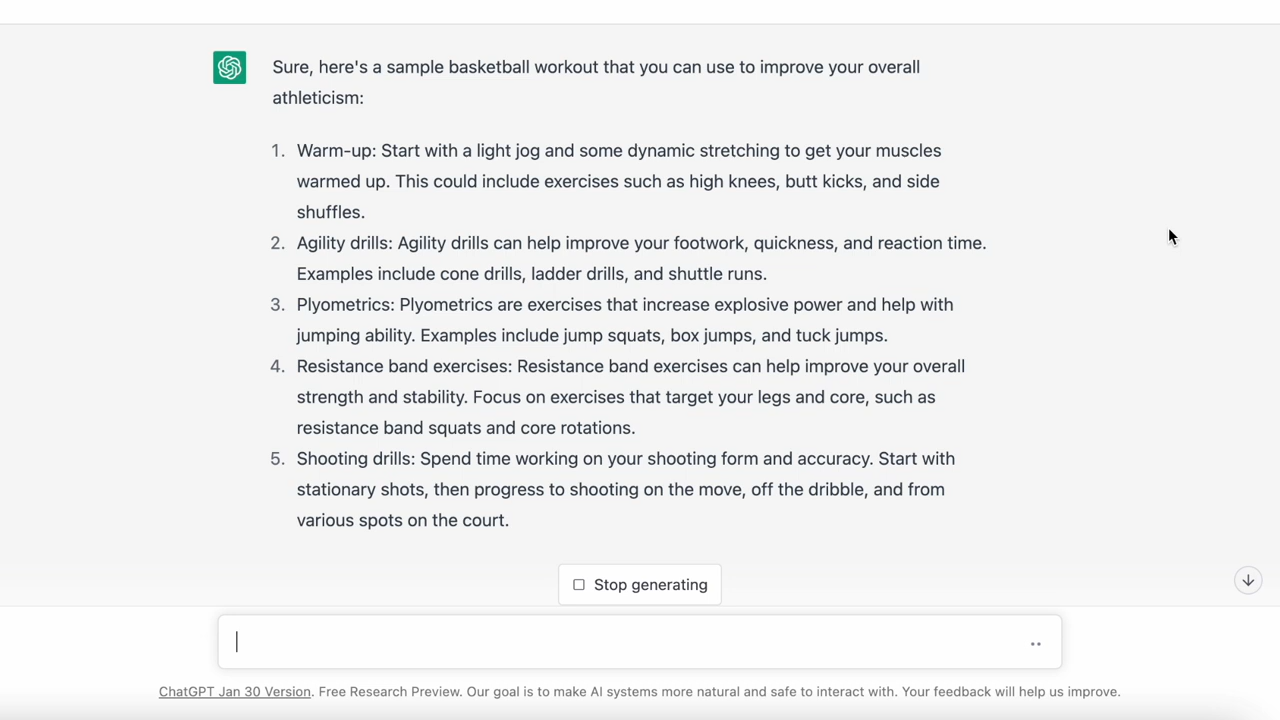 Sure, here's a sample basketball workout that you can use to improve your overall
athleticism:
1. Warm-up: Start with a light jog and some dynamic stretching to get your muscles
warmed up. This could include exercises such as high knees, butt kicks, and side
shuffles.
2. Agility drills: Agility drills can help improve your footwork, quickness, and reaction time.
Examples include cone drills, ladder drills, and shuttle runs.
3. Plyometrics: Plyometrics are exercises that increase explosive power and help with
jumping ability. Examples include jump squats, box jumps, and tuck jumps.
4. Resistance band exercises: Resistance band exercises can help improve your overall
strength and stability. Focus on exercises that target your legs and core, such as
resistance band squats and core rotations.
5. Shooting drills: Spend time working on your shooting form and accuracy. Start with
stationary shots, then progress to shooting on the move, off the dribble, and from
various spots on the court.
Stop generating
ChatGPT Jan 30 Version. Free Research Preview. Our goal is to make AI systems more natural and safe to interact with. Your feedback will help us improve.